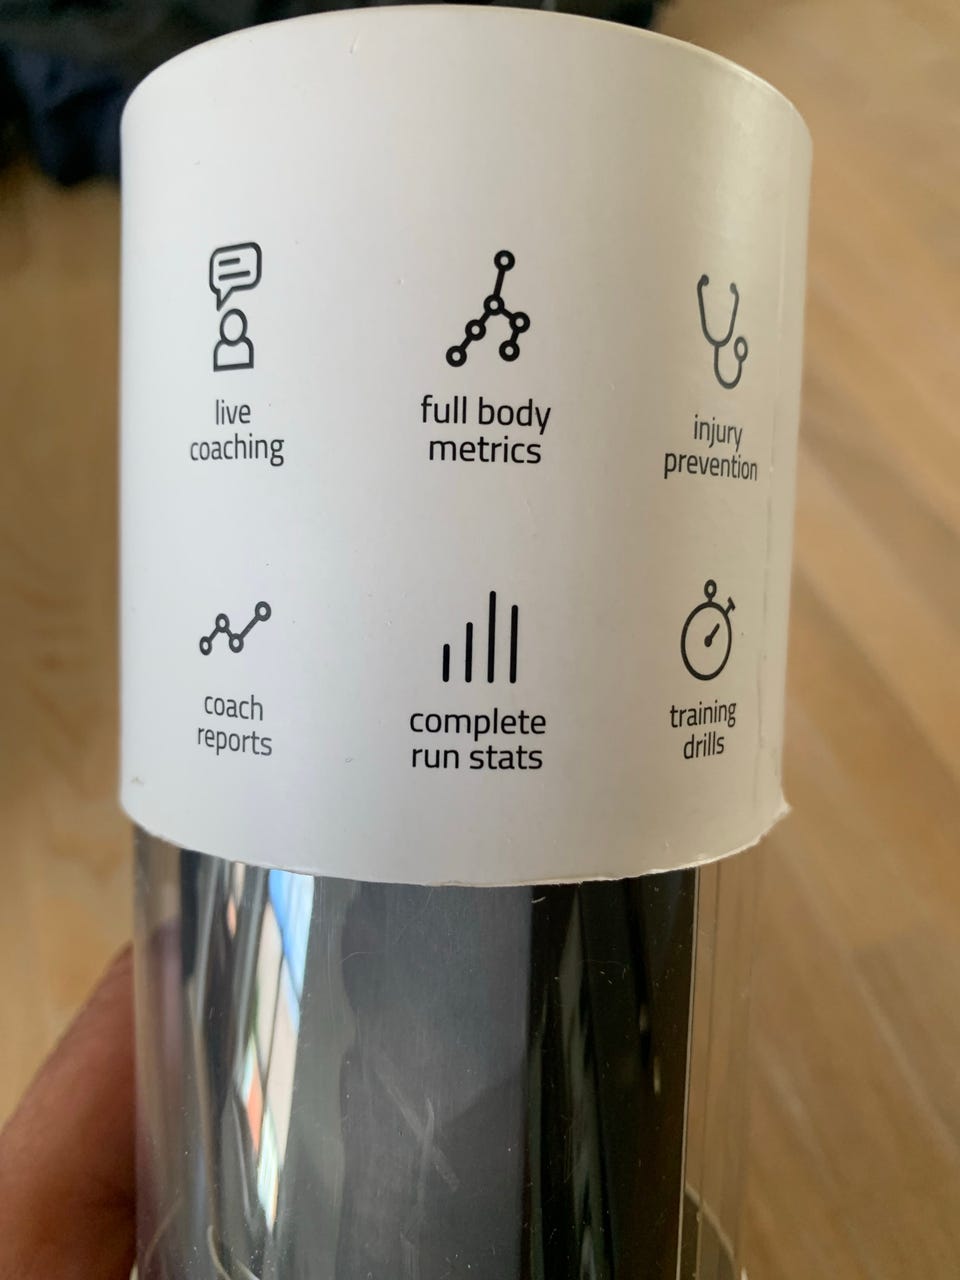 live
coaching
full body
metrics
injury
prevention
coach
reports
complete
run stats
training
drills